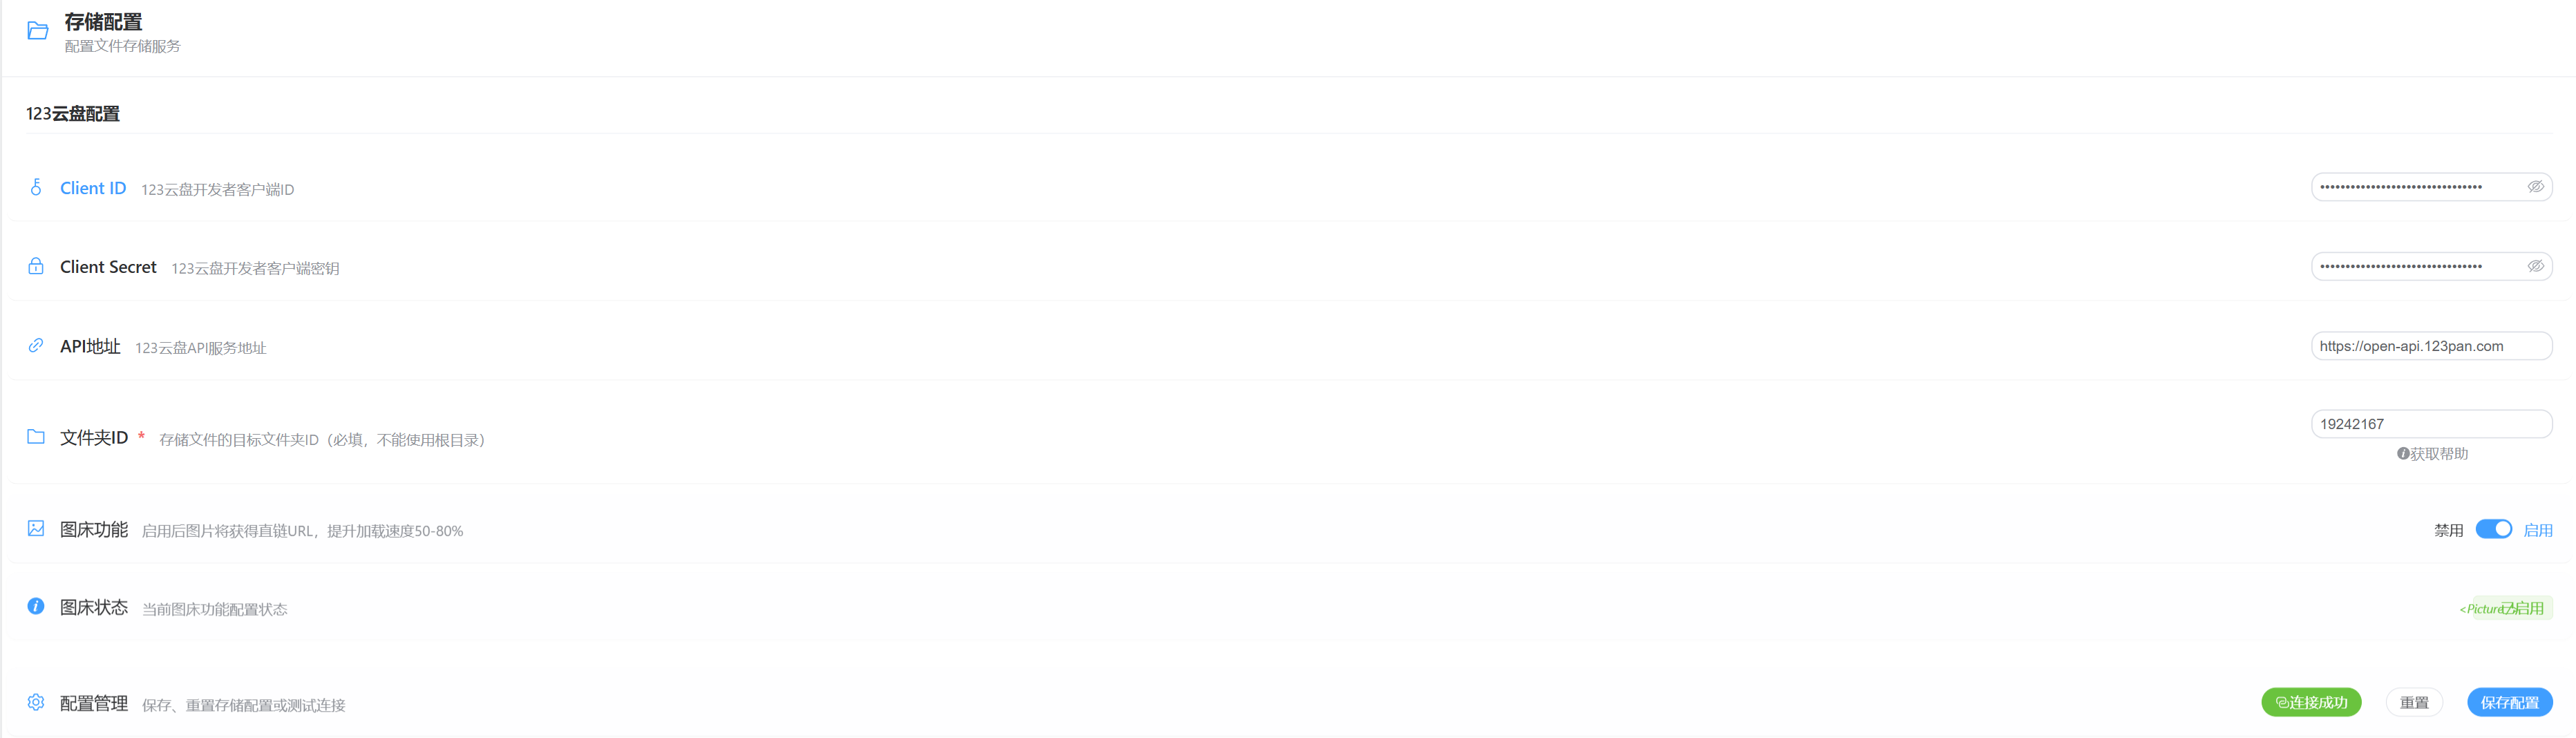 存储配置
配置文件存储服务
123云盘配置
Client ID 123云盘开发者客户端ID
Client Secret 123云盘开发者客户端密钥
API地址 123云盘API服务地址 https://open-api.123pan.com
文件夹ID * 存储文件的目标文件夹ID（必填，不能使用根目录） 19242167
获取帮助
图床功能 启用后图片将获得直链URL，提升加载速度50-80% 禁用 启用
图床状态 当前图床功能配置状态 <Picture 已启用
配置管理 保存、重置存储配置或测试连接 连接成功 重置 保存配置